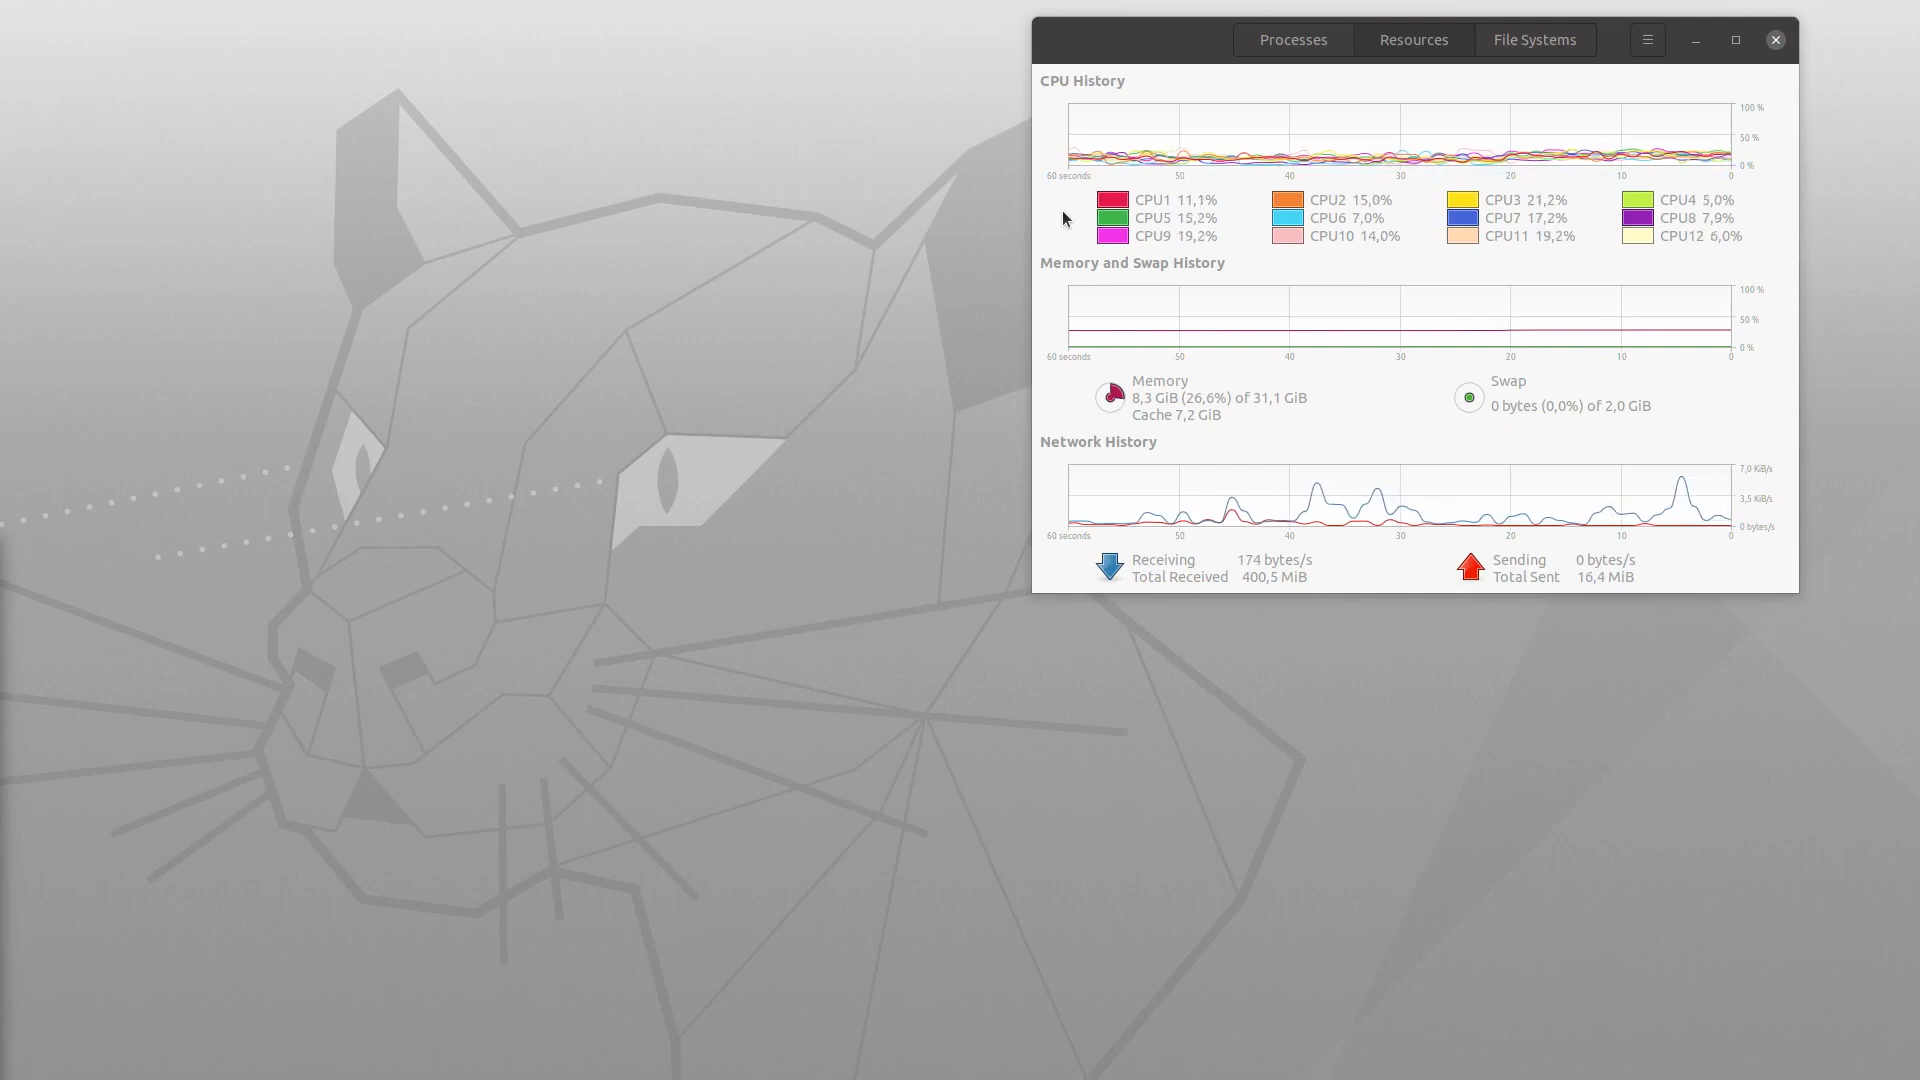 Processes Resources File Systems
CPU History
100 %
50 %
0 %
60 seconds 50 40 30 20 10 0
CPU1 11,1% CPU2 15,0% CPU3 21,2% CPU4 5,0%
CPU5 15,2% CPU6 7,0% CPU7 17,2% CPU8 7,9%
CPU9 19,2% CPU10 14,0% CPU11 19,2% CPU12 6,0%
Memory and Swap History
100 %
50 %
0 %
60 seconds 50 40 30 20 10 0
Memory
8,3 GiB (26,6%) of 31,1 GiB
Cache 7,2 GiB
Swap
0 bytes (0,0%) of 2,0 GiB
Network History
7,0 KiB/s
3,5 KiB/s
0 bytes/s
60 seconds 50 40 30 20 10 0
Receiving 174 bytes/s
Total Received 400,5 MiB
Sending 0 bytes/s
Total Sent 16,4 MiB